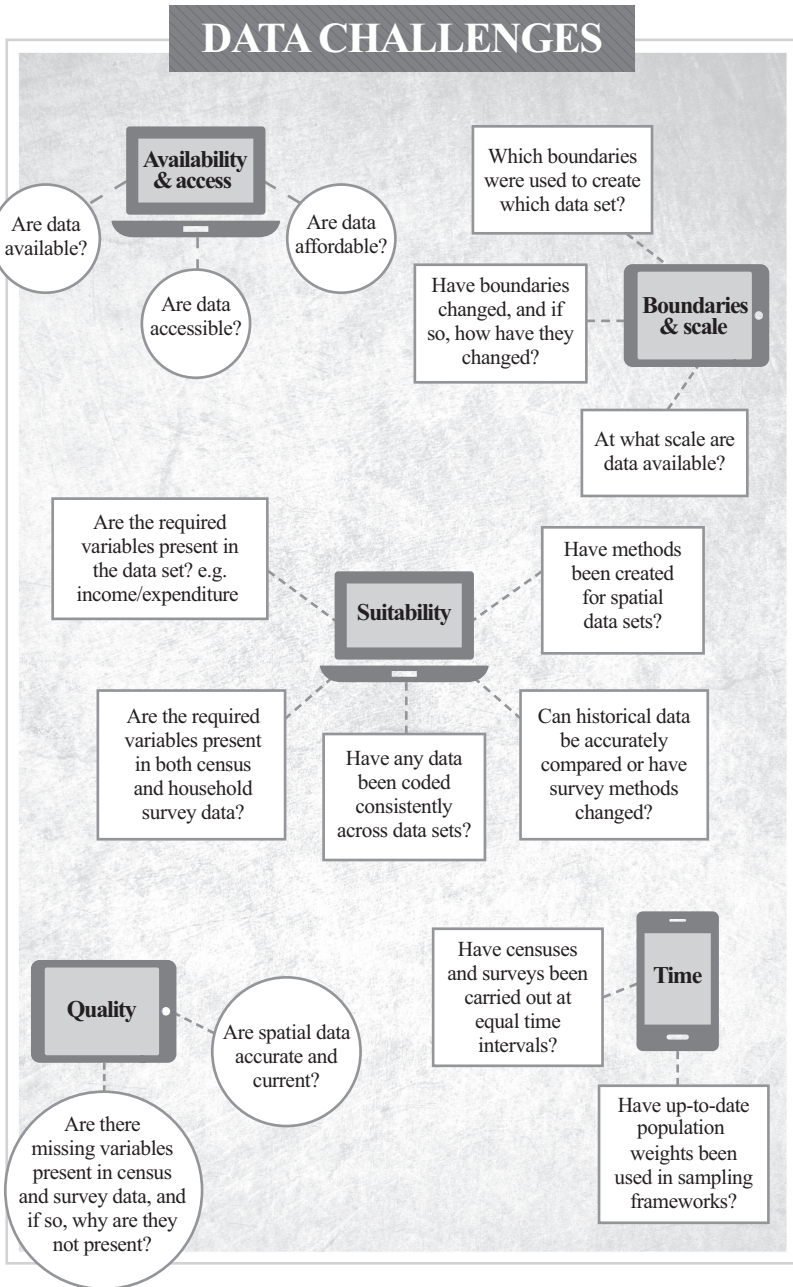 DATA CHALLENGES
Availability
& access
Are data
available?
Are data
accessible?
Are data
affordable?
Which boundaries
were used to create
which data set?
Have boundaries
changed, and if
so, how have they
changed?
Boundaries
& scale
At what scale are
data available?
Are the required
variables present in
the data set? e.g.
income/expenditure
Suitability
Have methods
been created
for spatial
data sets?
Are the required
variables present
in both census
and household
survey data?
Have any data
been coded
consistently
across data sets?
Can historical data
be accurately
compared or have
survey methods
changed?
Quality
Are spatial data
accurate and
current?
Are there
missing variables
present in census
and survey data, and
if so, why are they
not present?
Have censuses
and surveys been
carried out at
equal time
intervals?
Time
Have up-to-date
population
weights been
used in sampling
frameworks?